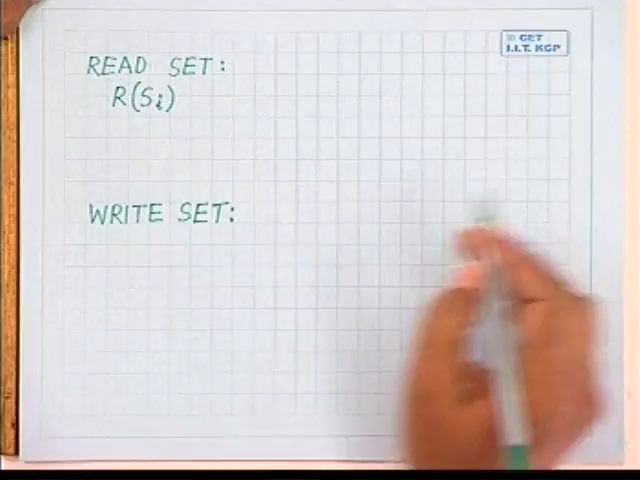 © CET
I.I.T. KGP
READ SET:
R(Si)
WRITE SET: